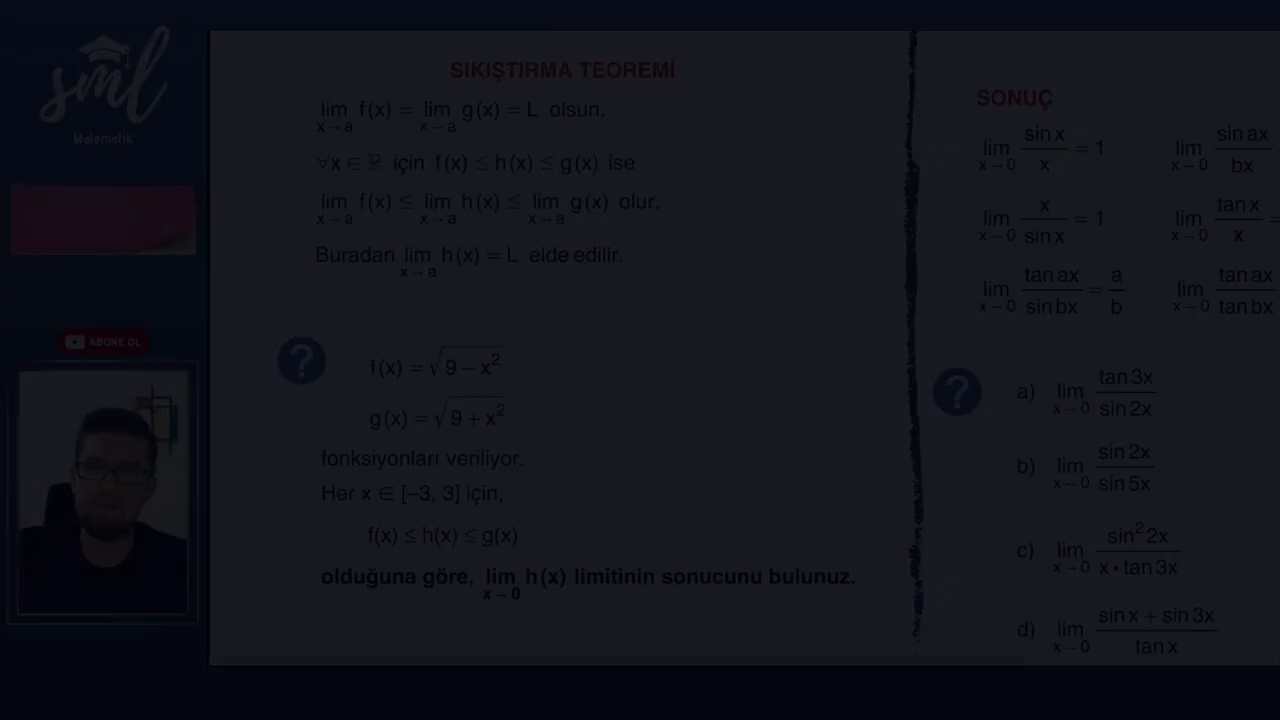 sml
Matematik
ABONE OL
SIKIŞTIRMA TEOREMİ
lim f(x) = lim g(x) = L olsun.
x→a x→a
∀x ∈ ℝ için f(x) ≤ h(x) ≤ g(x) ise
lim f(x) ≤ lim h(x) ≤ lim g(x) olur.
x→a x→a x→a
Buradan lim h(x) = L elde edilir.
x→a
?
f(x) = √(9 − x²)
g(x) = √(9 + x²)
fonksiyonları veriliyor.
Her x ∈ [−3, 3] için,
f(x) ≤ h(x) ≤ g(x)
olduğuna göre, lim h(x) limitinin sonucunu bulunuz.
x→0
SONUÇ
lim x→0 sin x / x = 1
lim x→0 sin ax / bx
lim x→0 x / sin x = 1
lim x→0 tan x / x =
lim x→0 tan ax / sin bx = a / b
lim x→0 tan ax / tan bx
?
a) lim x→0 tan 3x / sin 2x
b) lim x→0 sin 2x / sin 5x
c) lim x→0 sin² 2x / x • tan 3x
d) lim x→0 sin x + sin 3x / tan x